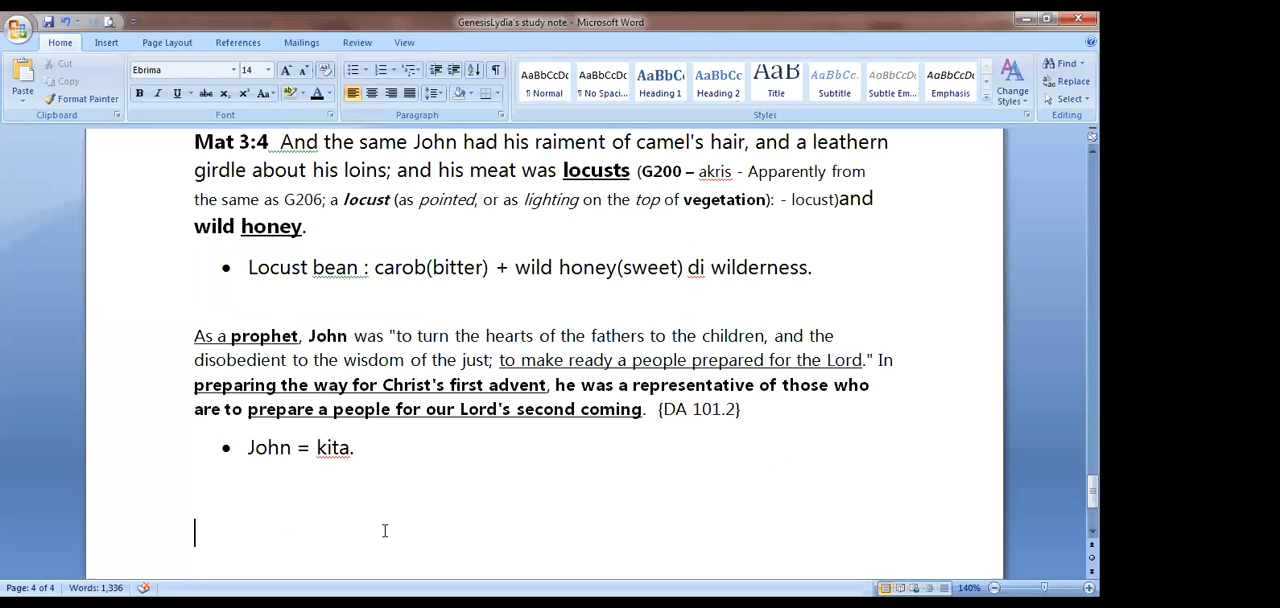 GenesisLydia's study note - Microsoft Word
Home Insert Page Layout References Mailings Review View
Paste
Cut
Copy
Format Painter
Clipboard
Ebrima 14
B I U abc X₂ X² Aa
Font
Paragraph
AaBbCcDc AaBbCcDc AaBbCc AaBbCc AaB AaBbCc. AaBbCcDc AaBbCcDc
¶ Normal ¶ No Spaci... Heading 1 Heading 2 Title Subtitle Subtle Em... Emphasis
Change Styles
Styles
Find
Replace
Select
Editing
Mat 3:4 And the same John had his raiment of camel's hair, and a leathern
girdle about his loins; and his meat was locusts (G200 – akris - Apparently from
the same as G206; a locust (as pointed, or as lighting on the top of vegetation): - locust)and
wild honey.
• Locust bean : carob(bitter) + wild honey(sweet) di wilderness.
As a prophet, John was "to turn the hearts of the fathers to the children, and the
disobedient to the wisdom of the just; to make ready a people prepared for the Lord." In
preparing the way for Christ's first advent, he was a representative of those who
are to prepare a people for our Lord's second coming. {DA 101.2}
• John = kita.
Page: 4 of 4 Words: 1,336 140%